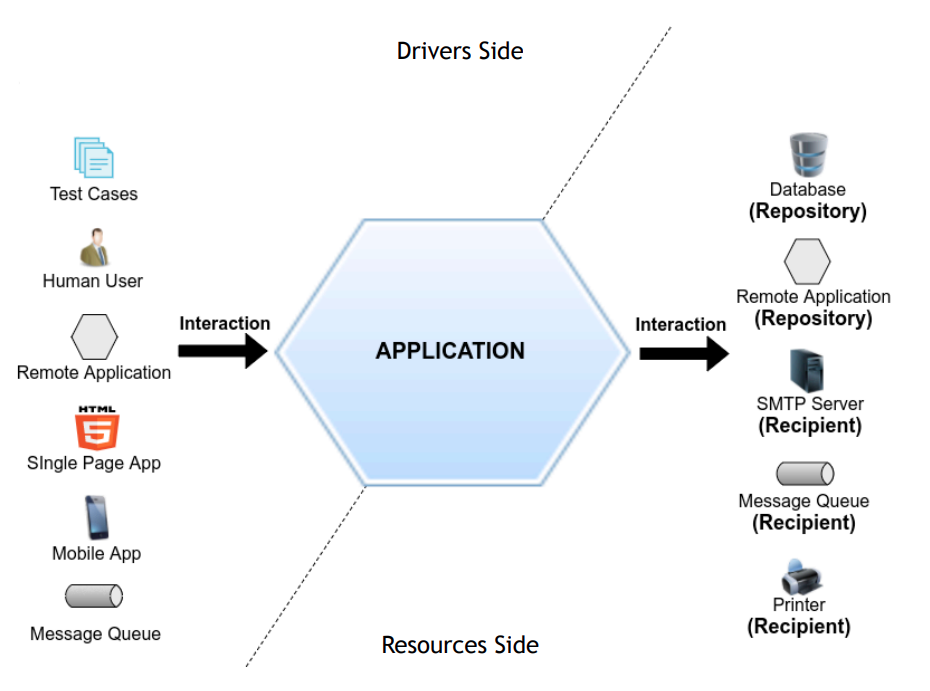 Drivers Side
Test Cases
Human User
Interaction
Remote Application
HTML
5
SIngle Page App
Mobile App
Message Queue
APPLICATION
Interaction
Database
(Repository)
Remote Application
(Repository)
SMTP Server
(Recipient)
Message Queue
(Recipient)
Printer
(Recipient)
Resources Side